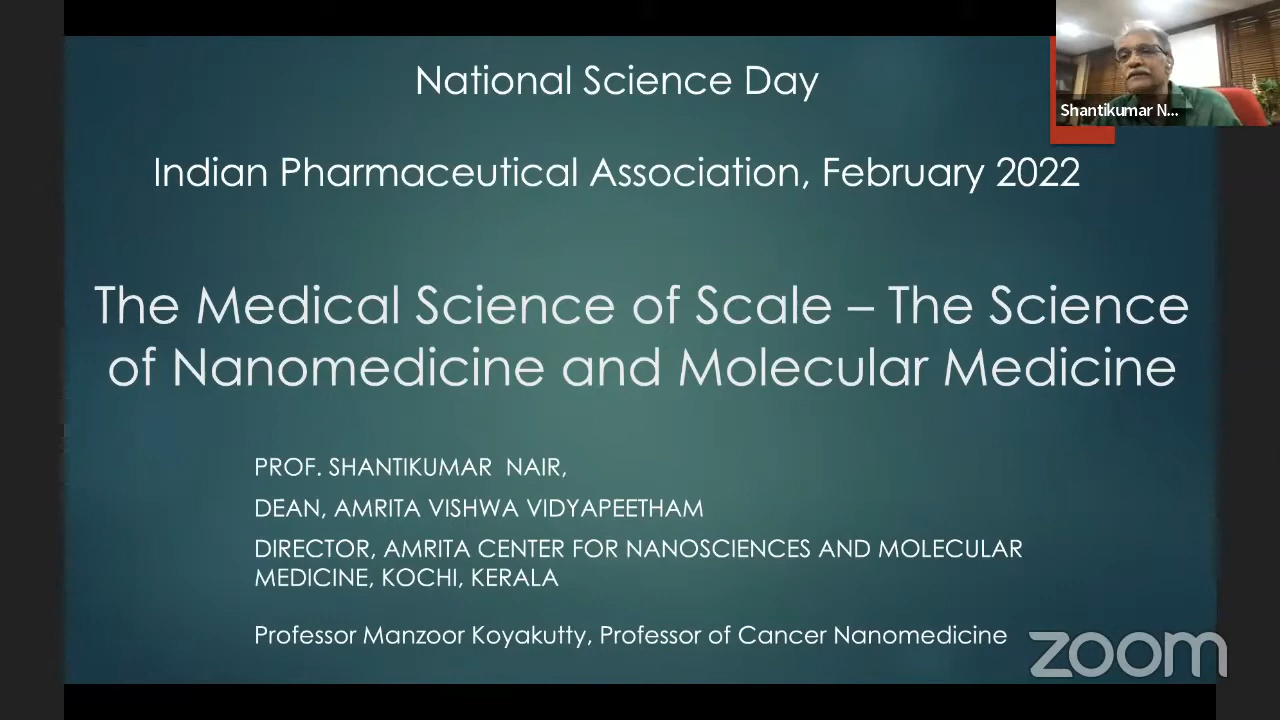 National Science Day
Shantikumar N...
Indian Pharmaceutical Association, February 2022
The Medical Science of Scale – The Science
of Nanomedicine and Molecular Medicine
PROF. SHANTIKUMAR NAIR,
DEAN, AMRITA VISHWA VIDYAPEETHAM
DIRECTOR, AMRITA CENTER FOR NANOSCIENCES AND MOLECULAR
MEDICINE, KOCHI, KERALA
Professor Manzoor Koyakutty, Professor of Cancer Nanomedicine
zoom